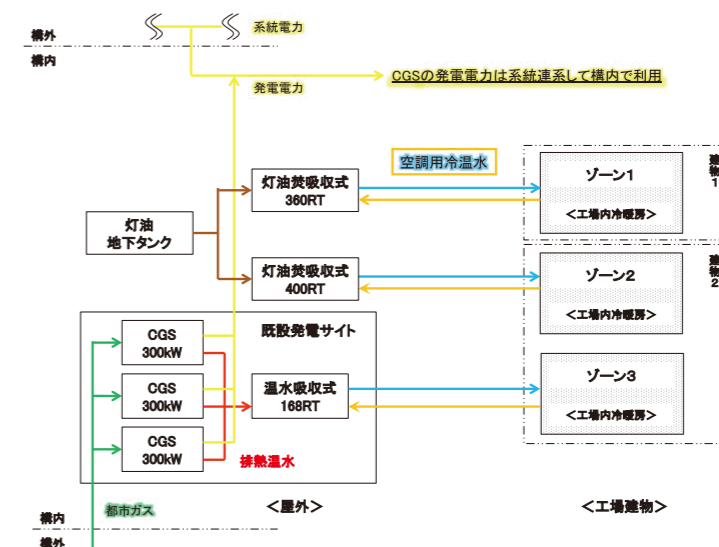 系統電力
構外
構内
CGSの発電電力は系統連系して構内で利用
発電電力
空調用冷温水
建物1
灯油焚吸収式
360RT
ゾーン1
<工場内冷暖房>
灯油
地下タンク
建物2
灯油焚吸収式
400RT
ゾーン2
<工場内冷暖房>
既設発電サイト
CGS
300kW
CGS
300kW
温水吸収式
168RT
ゾーン3
<工場内冷暖房>
CGS
300kW
排熱温水
都市ガス
<屋外>
<工場建物>
構内
構外